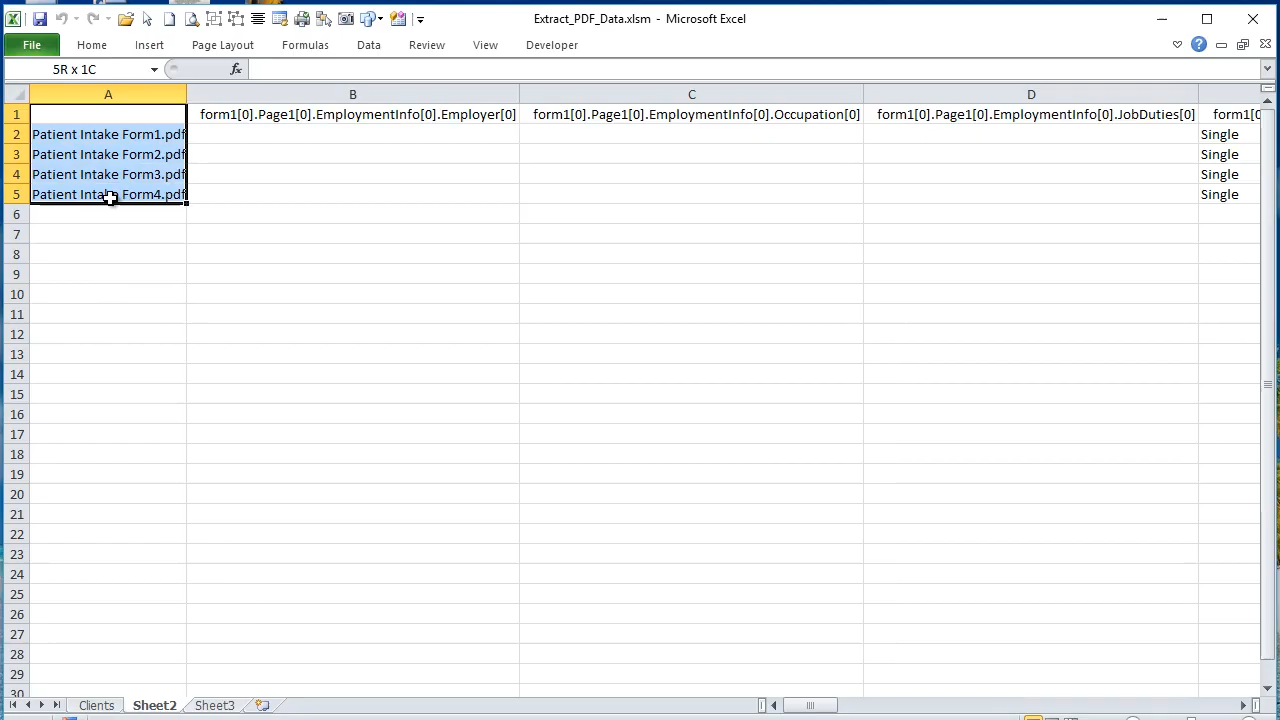 Extract_PDF_Data.xlsm - Microsoft Excel
File Home Insert Page Layout Formulas Data Review View Developer
5R x 1C fx
A B C D
1 form1[0].Page1[0].EmploymentInfo[0].Employer[0] form1[0].Page1[0].EmploymentInfo[0].Occupation[0] form1[0].Page1[0].EmploymentInfo[0].JobDuties[0] form1[0
2 Patient Intake Form1.pdf Single
3 Patient Intake Form2.pdf Single
4 Patient Intake Form3.pdf Single
5 Patient Intake Form4.pdf Single
6
7
8
9
10
11
12
13
14
15
16
17
18
19
20
21
22
23
24
25
26
27
28
29
30
Clients Sheet2 Sheet3